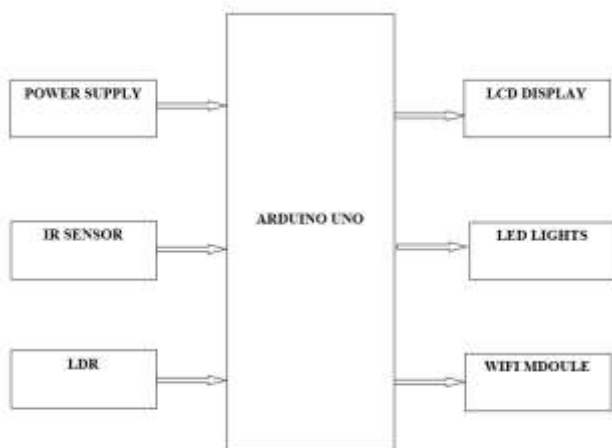 POWER SUPPLY
LCD DISPLAY
ARDUINO UNO
IR SENSOR
LED LIGHTS
LDR
WIFI MDOULE